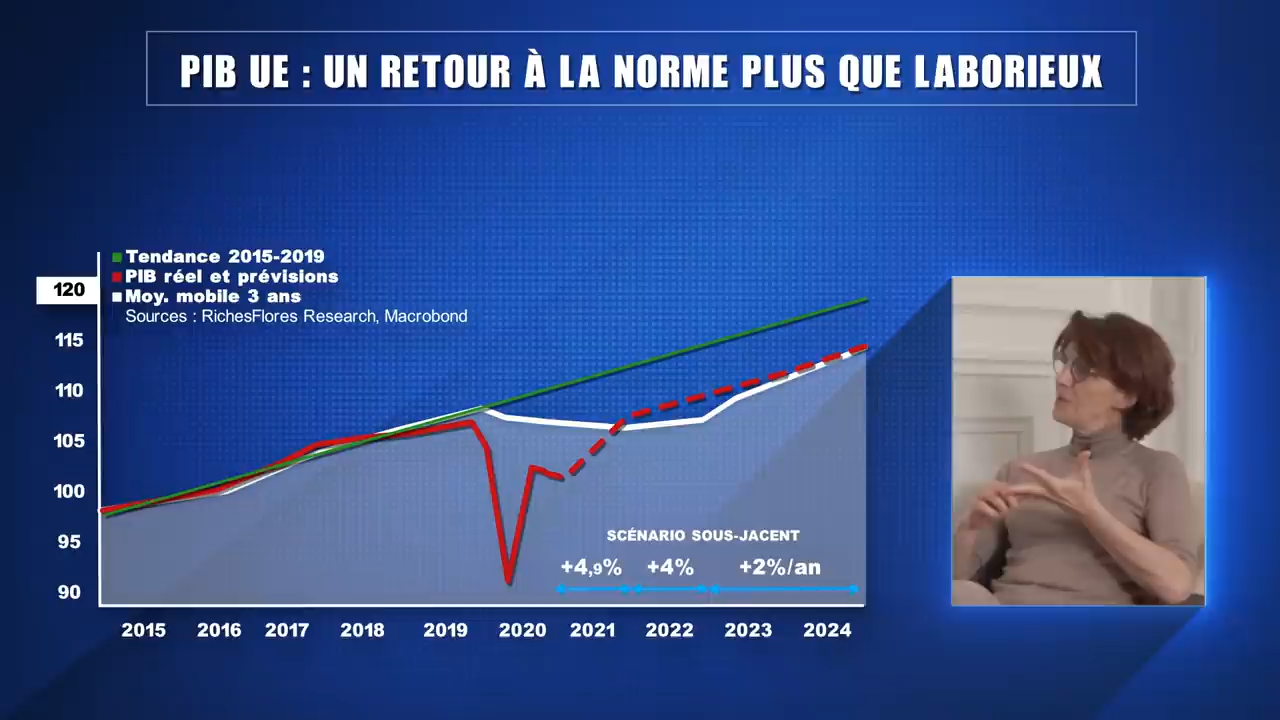 PIB UE : UN RETOUR À LA NORME PLUS QUE LABORIEUX
Tendance 2015-2019
PIB réel et prévisions
Moy. mobile 3 ans
Sources : RichesFlores Research, Macrobond
120
115
110
105
100
95
90
SCÉNARIO SOUS-JACENT
+4,9% +4% +2%/an
2015 2016 2017 2018 2019 2020 2021 2022 2023 2024